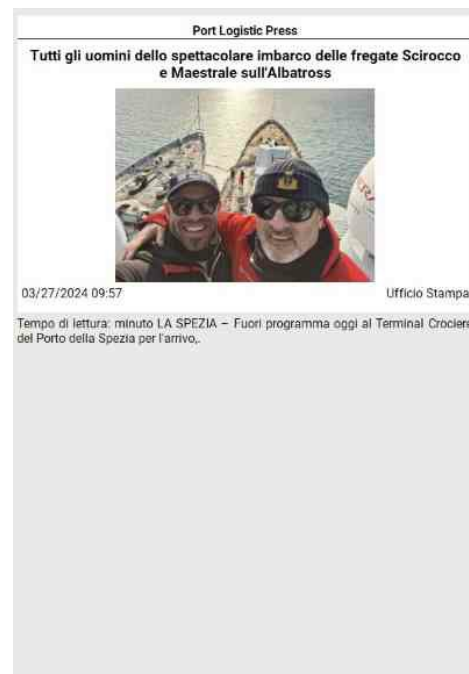 Port Logistic Press
Tutti gli uomini dello spettacolare imbarco delle fregate Scirocco
e Maestrale sull'Albatross
03/27/2024 09:57
Ufficio Stampa
Tempo di lettura: minuto LA SPEZIA – Fuori programma oggi al Terminal Crociere
del Porto della Spezia per l'arrivo,.